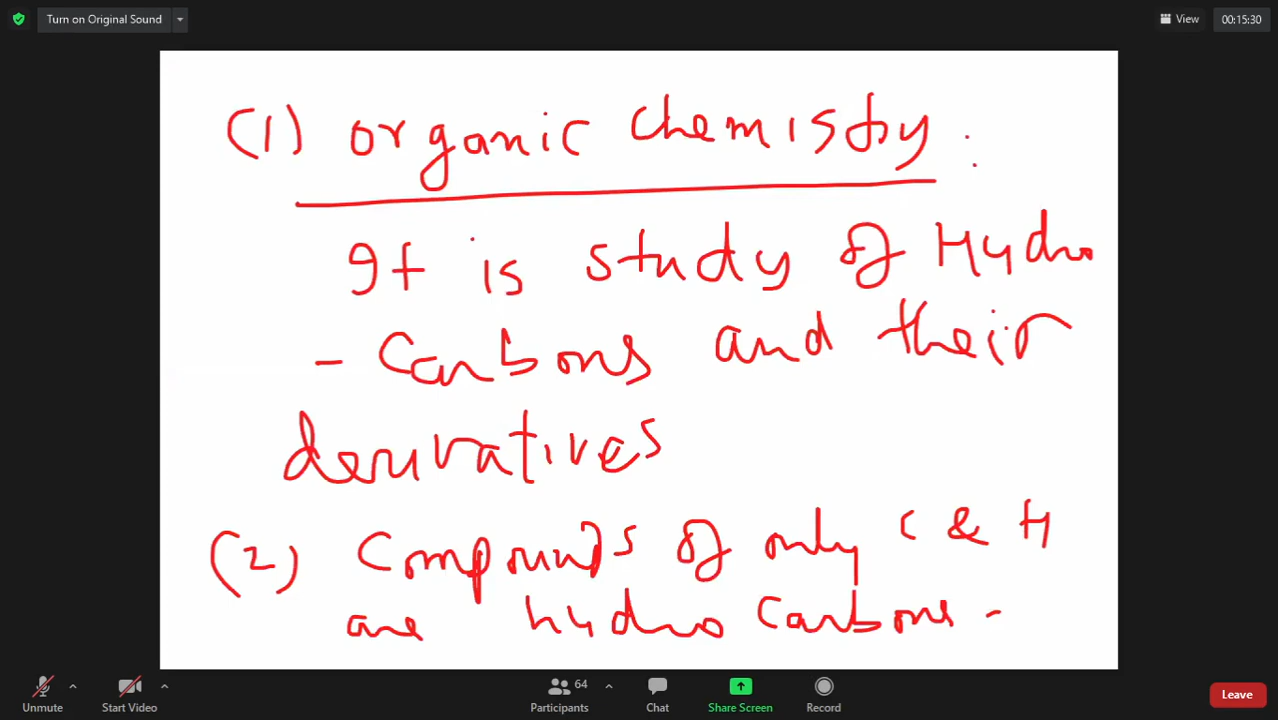 Turn on Original Sound
View
00:15:30
(1) organic chemistry :
It is study of Hydro
- Carbons and their
derivatives
(2) Compounds of only C & H
are hydro Carbons -
Unmute
Start Video
64
Participants
Chat
Share Screen
Record
Leave